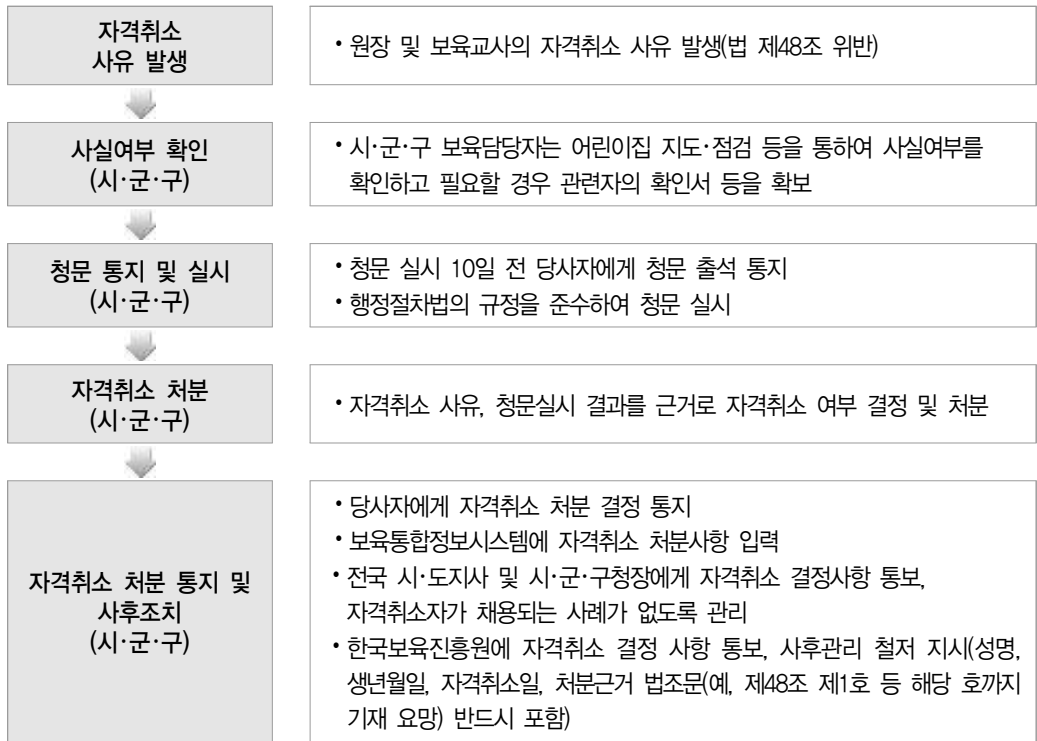 자격취소
사유 발생
• 원장 및 보육교사의 자격취소 사유 발생(법 제48조 위반)
사실여부 확인
(시·군·구)
• 시·군·구 보육담당자는 어린이집 지도·점검 등을 통하여 사실여부를
확인하고 필요할 경우 관련자의 확인서 등을 확보
청문 통지 및 실시
(시·군·구)
• 청문 실시 10일 전 당사자에게 청문 출석 통지
• 행정절차법의 규정을 준수하여 청문 실시
자격취소 처분
(시·군·구)
• 자격취소 사유, 청문실시 결과를 근거로 자격취소 여부 결정 및 처분
자격취소 처분 통지 및
사후조치
(시·군·구)
• 당사자에게 자격취소 처분 결정 통지
• 보육통합정보시스템에 자격취소 처분사항 입력
• 전국 시·도지사 및 시·군·구청장에게 자격취소 결정사항 통보,
자격취소자가 채용되는 사례가 없도록 관리
• 한국보육진흥원에 자격취소 결정 사항 통보, 사후관리 철저 지시(성명,
생년월일, 자격취소일, 처분근거 법조문(예, 제48조 제1호 등 해당 호까지
기재 요망) 반드시 포함)